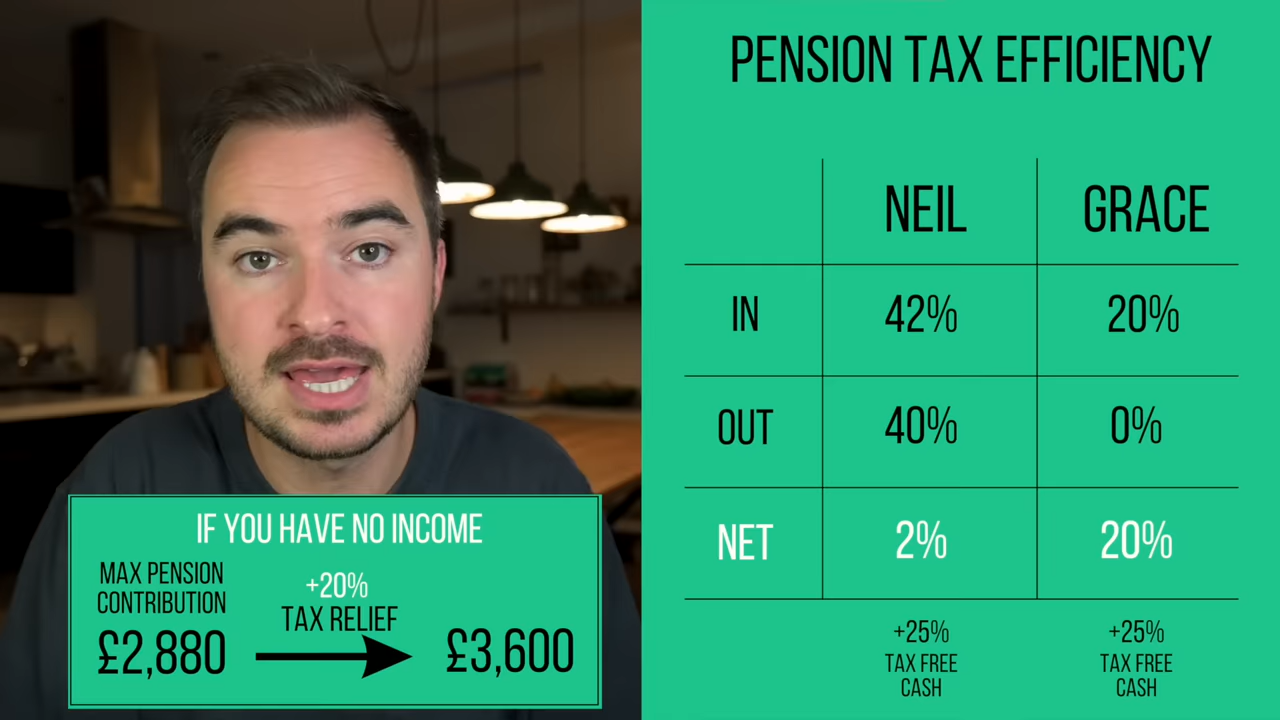 PENSION TAX EFFICIENCY
NEIL GRACE
IN 42% 20%
OUT 40% 0%
NET 2% 20%
+25% +25%
TAX FREE TAX FREE
CASH CASH
IF YOU HAVE NO INCOME
MAX PENSION
CONTRIBUTION
£2,880
+20%
TAX RELIEF
£3,600